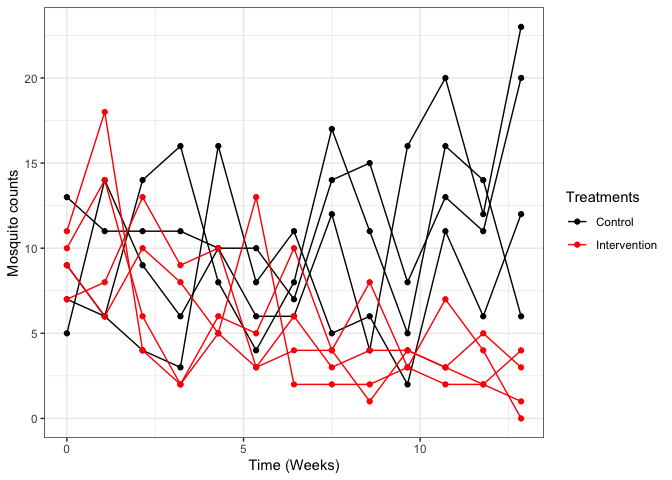 20
15
10
5
0
Mosquito counts
0 5 10
Time (Weeks)
Treatments
Control
Intervention